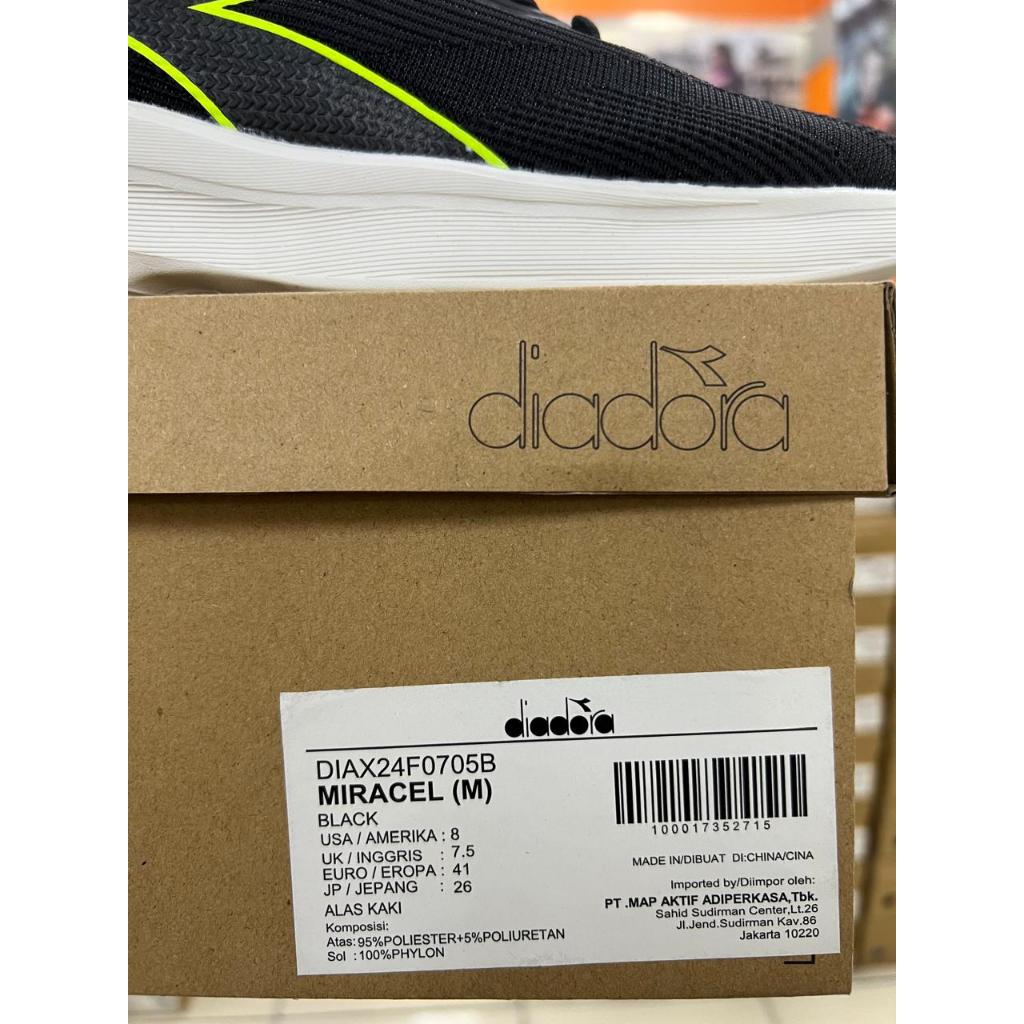 diadora
diadora
DIAX24F0705B
MIRACEL (M)
BLACK
USA / AMERIKA : 8
UK / INGGRIS : 7.5
EURO / EROPA : 41
JP / JEPANG : 26
ALAS KAKI
Komposisi:
Atas: 95%POLIESTER+5%POLIURETAN
Sol : 100%PHYLON
100017352715
MADE IN/DIBUAT DI:CHINA/CINA
Imported by/Diimpor oleh:
PT .MAP AKTIF ADIPERKASA,Tbk.
Sahid Sudirman Center,Lt.26
Jl.Jend.Sudirman Kav.86
Jakarta 10220